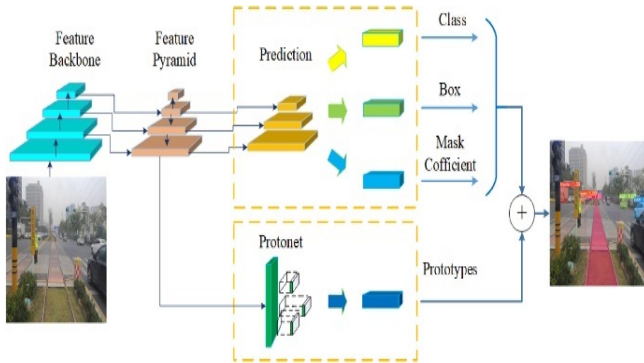 Feature
Backbone
Feature
Pyramid
Prediction
Class
Box
Mask
Cofficient
Protonet
Prototypes